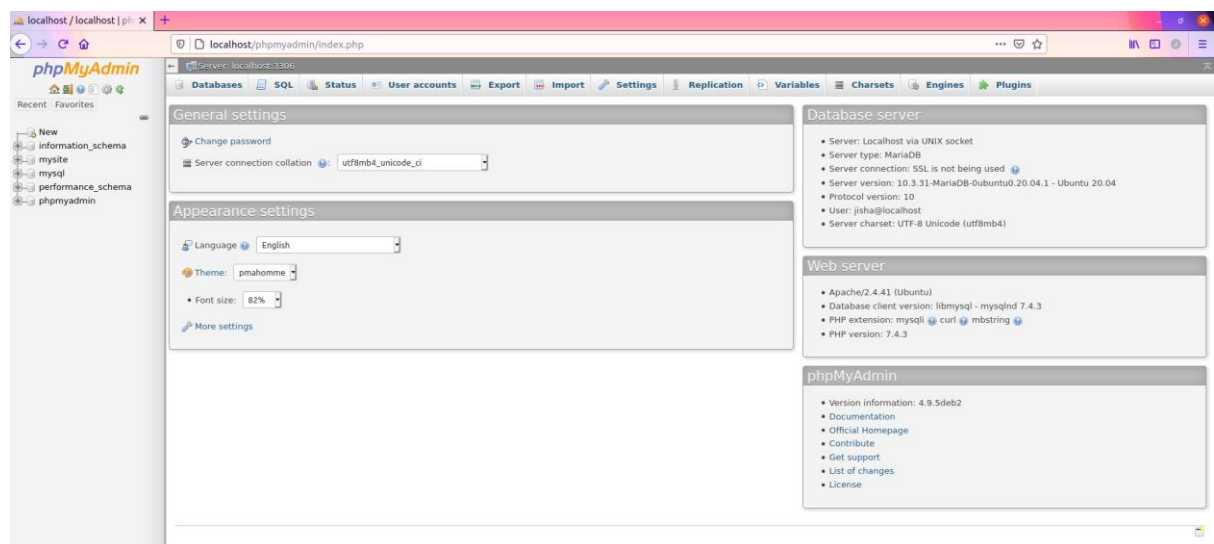 localhost / localhost | ph
localhost/phpmyadmin/index.php
phpMyAdmin
Recent Favorites
New
information_schema
mysite
mysql
performance_schema
phpmyadmin
Server: localhost:3306
Databases SQL Status User accounts Export Import Settings Replication Variables Charsets Engines Plugins
General settings
Change password
Server connection collation : utf8mb4_unicode_ci
Appearance settings
Language English
Theme: pmahomme
• Font size: 82%
More settings
Database server
• Server: Localhost via UNIX socket
• Server type: MariaDB
• Server connection: SSL is not being used
• Server version: 10.3.31-MariaDB-0ubuntu0.20.04.1 - Ubuntu 20.04
• Protocol version: 10
• User: jisha@localhost
• Server charset: UTF-8 Unicode (utf8mb4)
Web server
• Apache/2.4.41 (Ubuntu)
• Database client version: libmysql - mysqlnd 7.4.3
• PHP extension: mysqli curl mbstring
• PHP version: 7.4.3
phpMyAdmin
• Version information: 4.9.5deb2
• Documentation
• Official Homepage
• Contribute
• Get support
• List of changes
• License